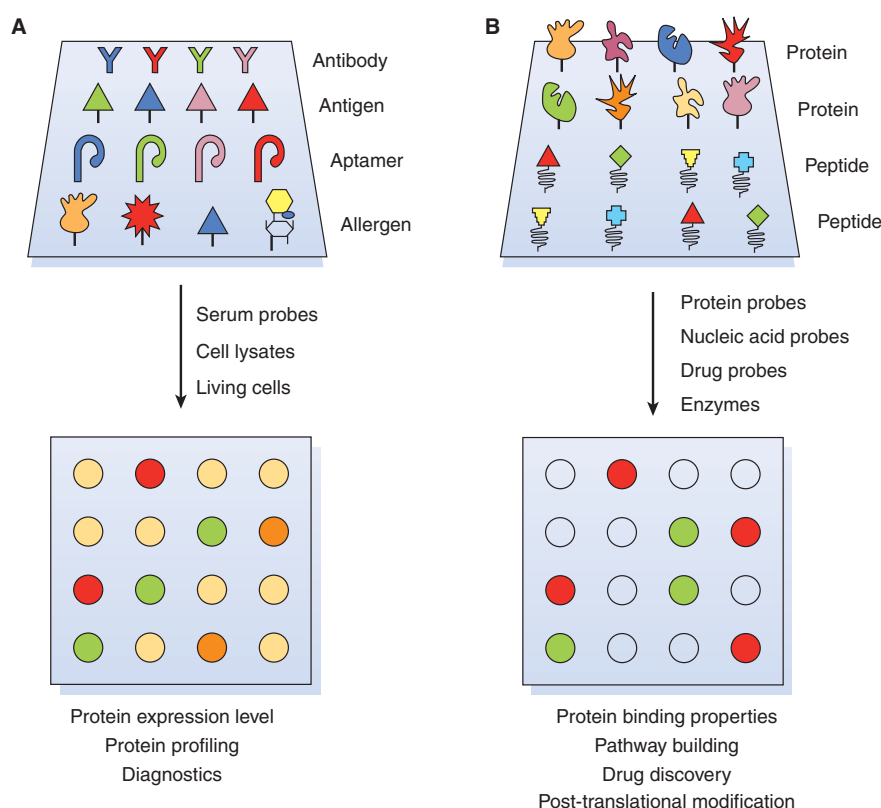 A
Antibody
Antigen
Aptamer
Allergen
Serum probes
Cell lysates
Living cells
Protein expression level
Protein profiling
Diagnostics
B
Protein
Protein
Peptide
Peptide
Protein probes
Nucleic acid probes
Drug probes
Enzymes
Protein binding properties
Pathway building
Drug discovery
Post-translational modification